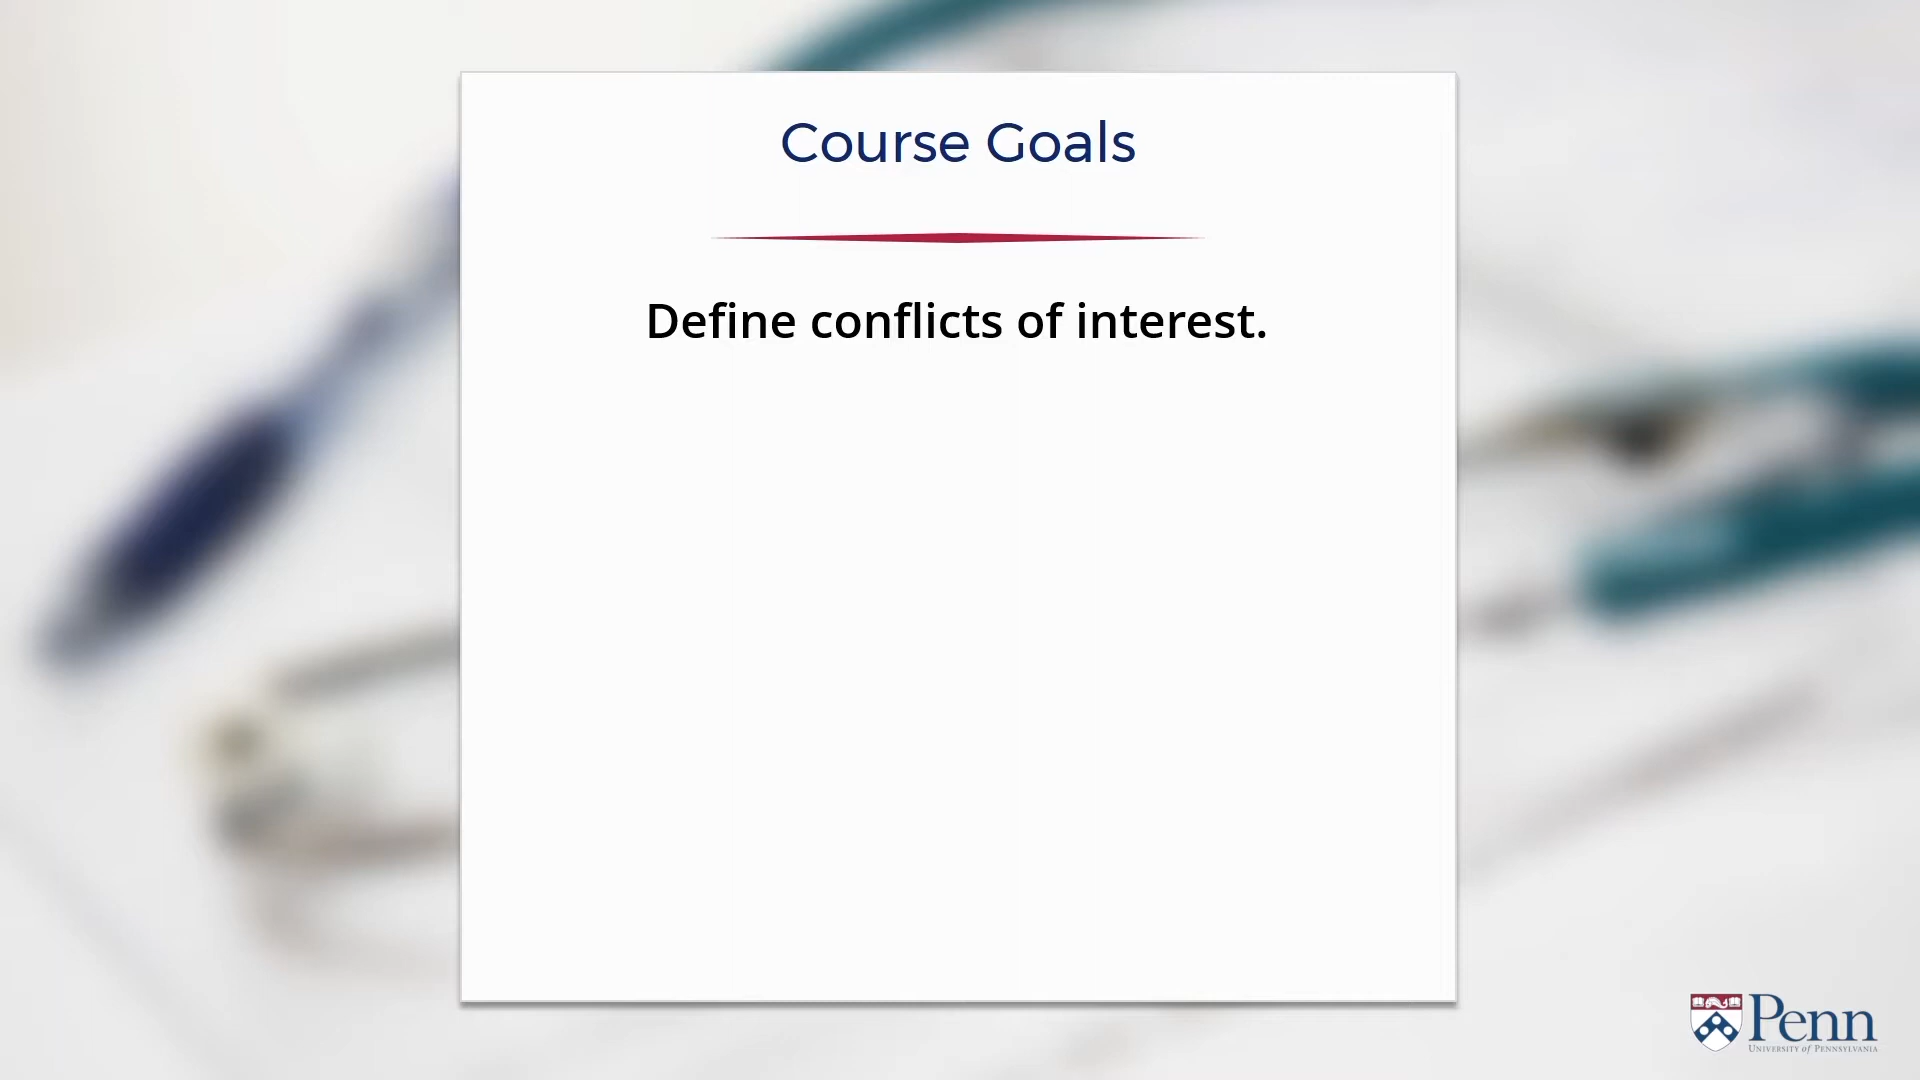 Course Goals
Define conflicts of interest.
Penn
UNIVERSITY of PENNSYLVANIA